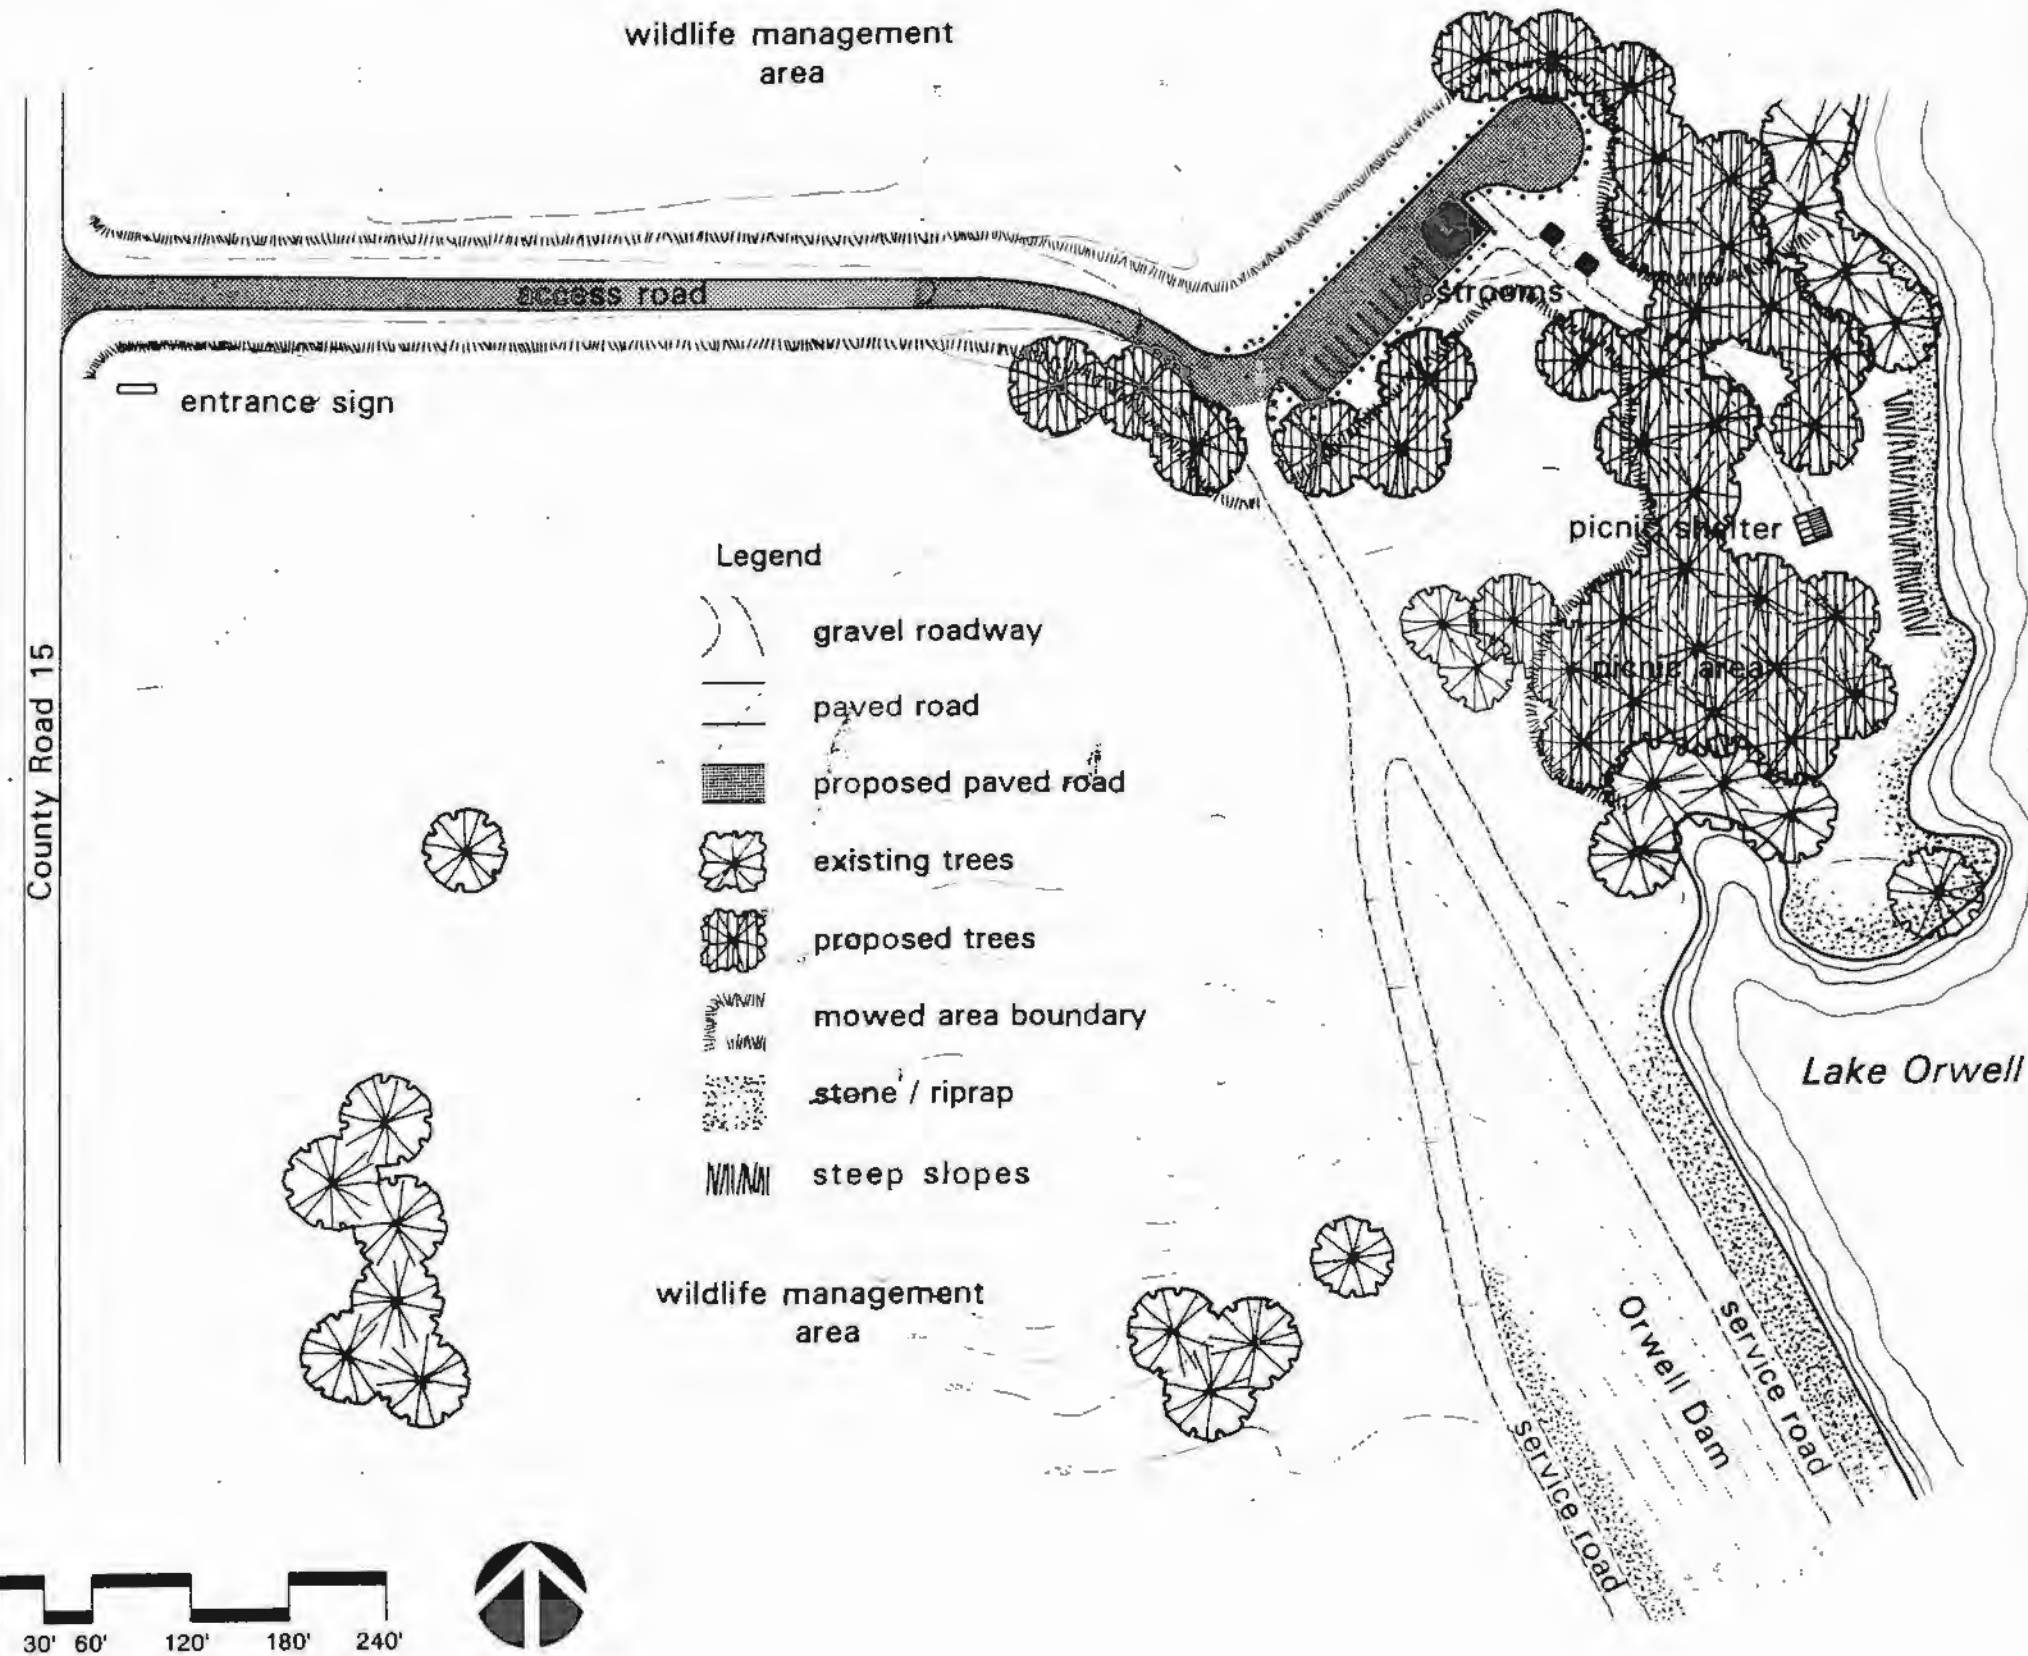 wildlife management
area
access road
strooms
entrance sign
picnic shelter
Legend
gravel roadway
paved road
picnic area
proposed paved road
County Road 15
existing trees
proposed trees
mowed area boundary
Lake Orwell
stone / riprap
steep slopes
wildlife management
area
service road
Orwell Dam
service road
30' 60' 120' 180' 240'